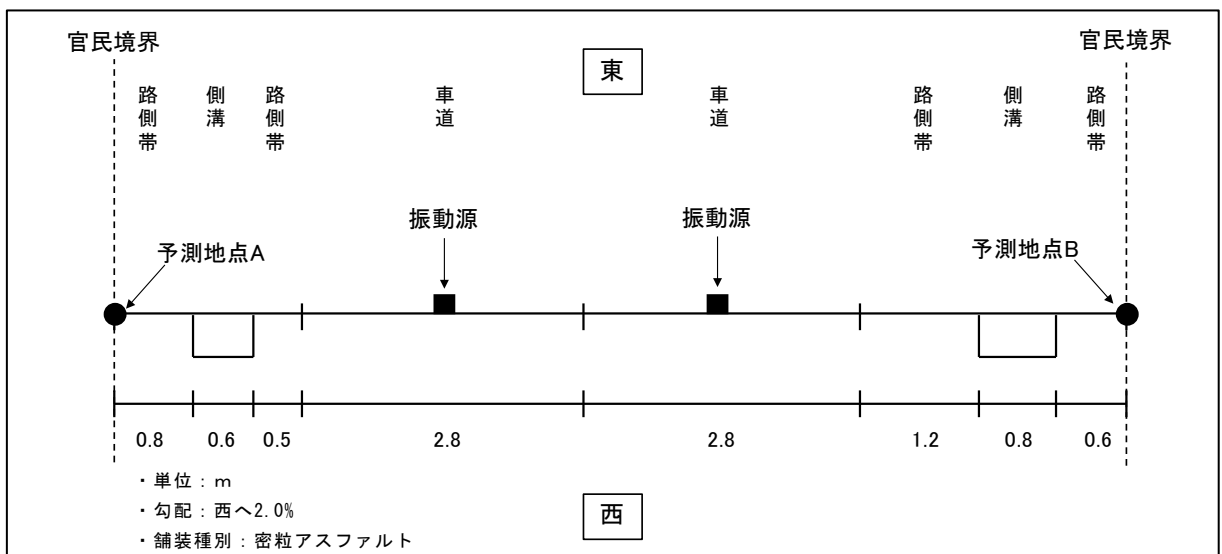 官民境界
官民境界
東
路側帯
側溝
路側帯
車道
車道
路側帯
側溝
路側帯
振動源
振動源
予測地点A
予測地点B
0.8
0.6
0.5
2.8
2.8
1.2
0.8
0.6
・単位：ｍ
・勾配：西へ2.0%
・舗装種別：密粒アスファルト
西